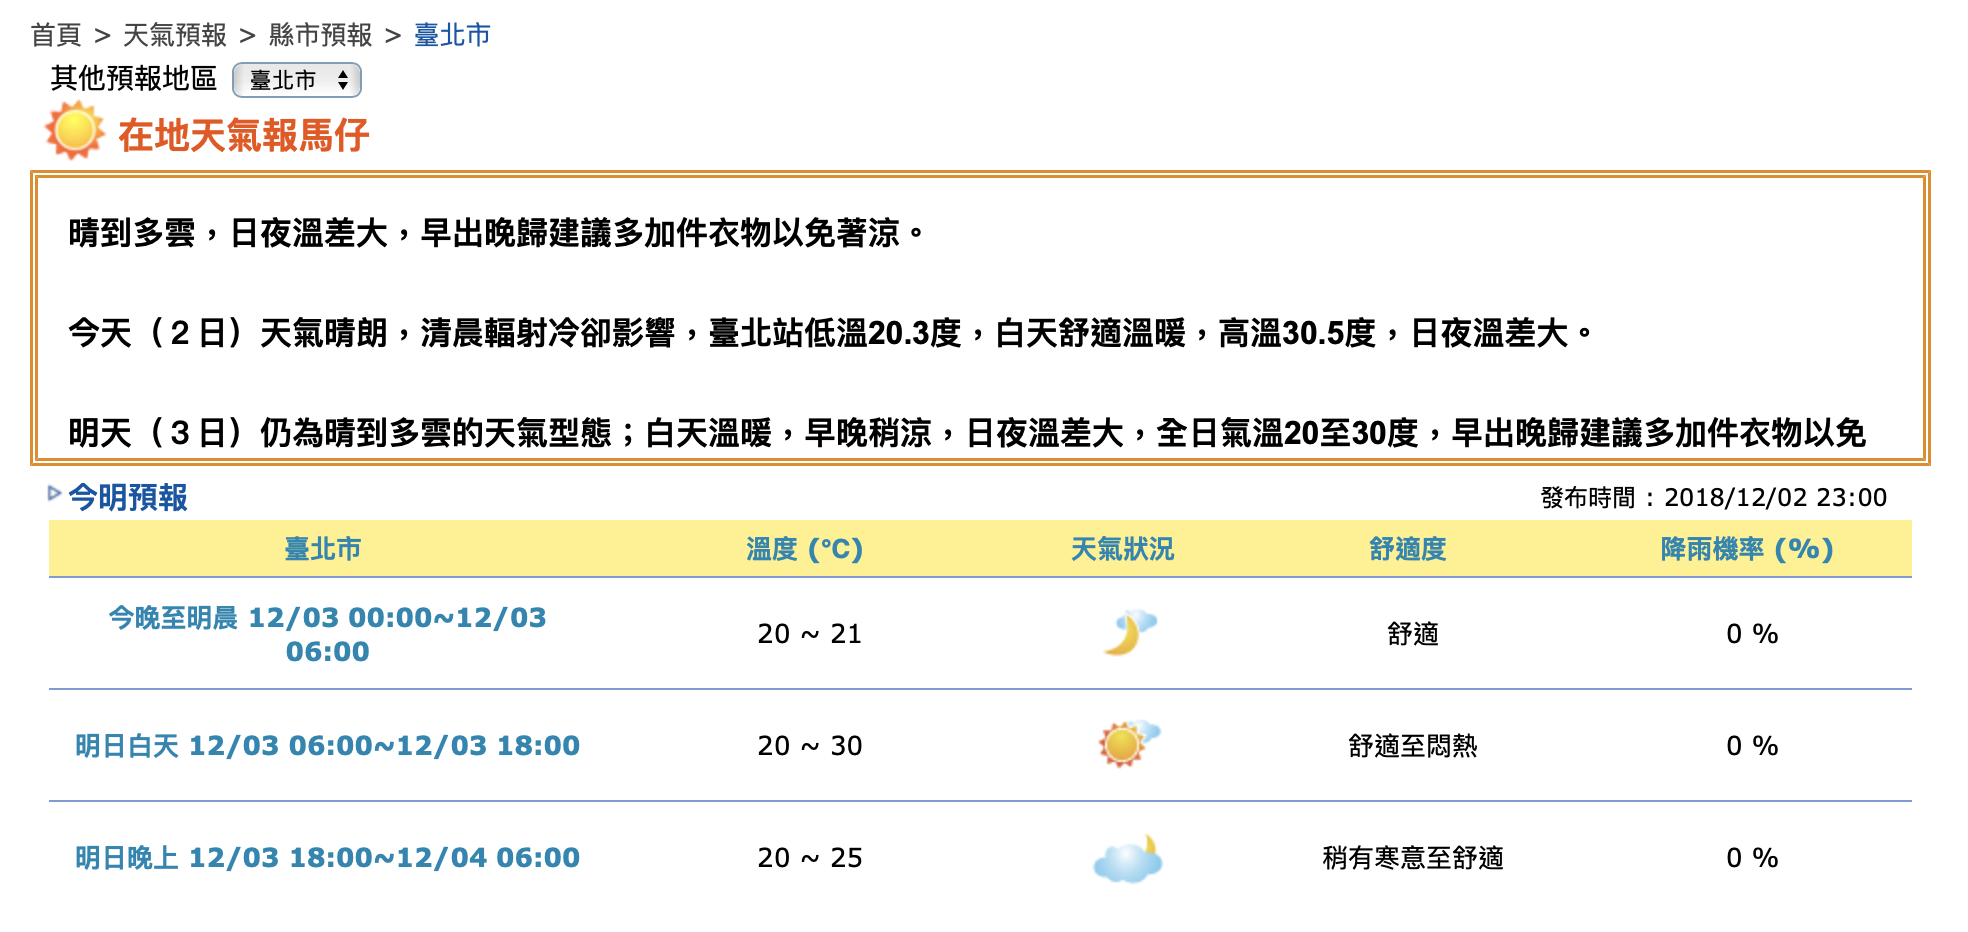 首頁 > 天氣預報 > 縣市預報 > 臺北市
其他預報地區 臺北市
在地天氣報馬仔
晴到多雲，日夜溫差大，早出晚歸建議多加件衣物以免著涼。
今天（２日）天氣晴朗，清晨輻射冷卻影響，臺北站低溫20.3度，白天舒適溫暖，高溫30.5度，日夜溫差大。
明天（３日）仍為晴到多雲的天氣型態；白天溫暖，早晚稍涼，日夜溫差大，全日氣溫20至30度，早出晚歸建議多加件衣物以免
今明預報 發布時間：2018/12/02 23:00
臺北市 溫度 (°C) 天氣狀況 舒適度 降雨機率 (%)
今晚至明晨 12/03 00:00~12/03
06:00 20 ~ 21 舒適 0 %
明日白天 12/03 06:00~12/03 18:00 20 ~ 30 舒適至悶熱 0 %
明日晚上 12/03 18:00~12/04 06:00 20 ~ 25 稍有寒意至舒適 0 %